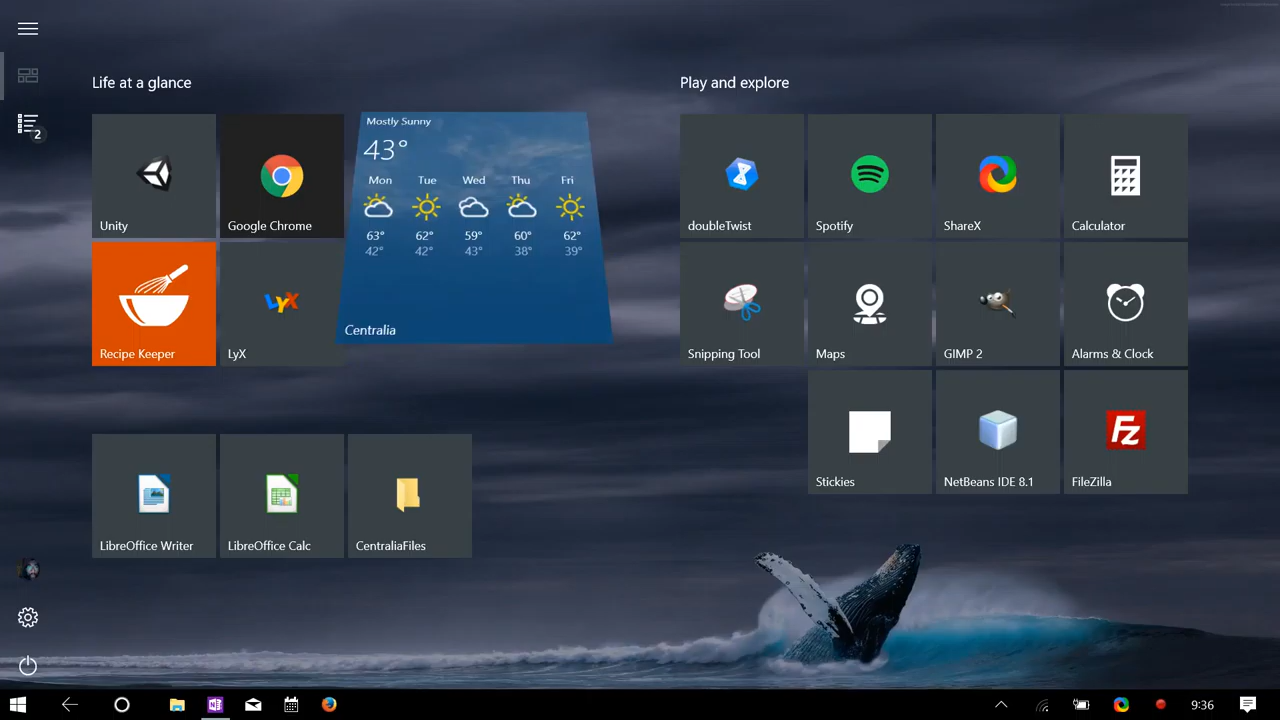 Life at a glance
Play and explore
2
Unity
Google Chrome
Mostly Sunny
43°
Mon Tue Wed Thu Fri
63° 62° 59° 60° 62°
42° 42° 43° 38° 39°
Centralia
doubleTwist
Spotify
ShareX
Calculator
Recipe Keeper
LyX
LyX
Snipping Tool
Maps
GIMP 2
Alarms & Clock
Stickies
NetBeans IDE 8.1
Fz
FileZilla
LibreOffice Writer
LibreOffice Calc
CentraliaFiles
9:36